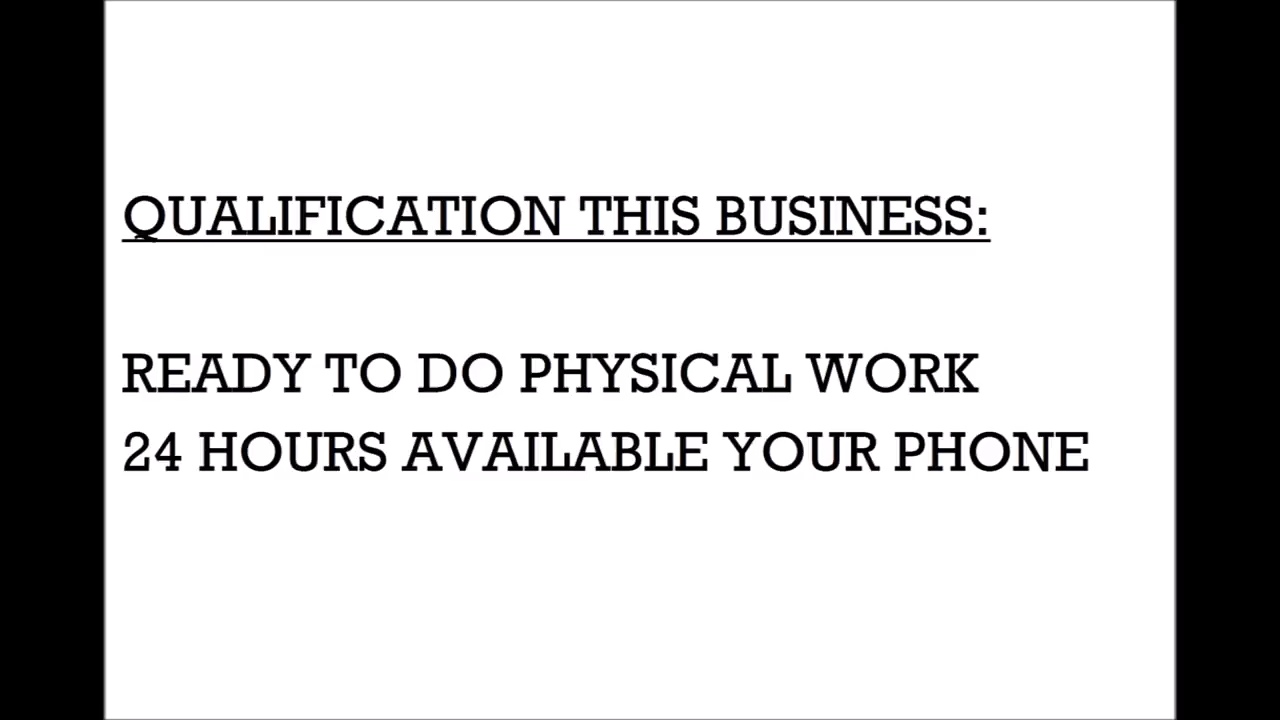 QUALIFICATION THIS BUSINESS:
READY TO DO PHYSICAL WORK
24 HOURS AVAILABLE YOUR PHONE